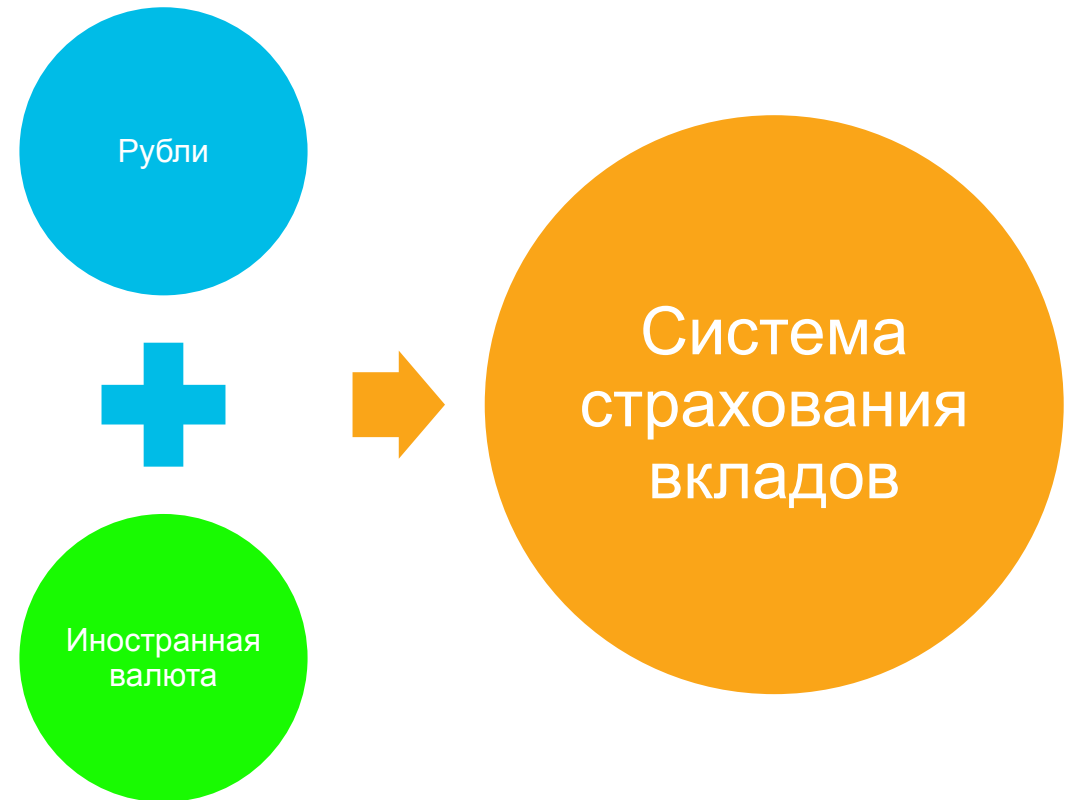 Рубли
Иностранная
валюта
Система
страхования
вкладов